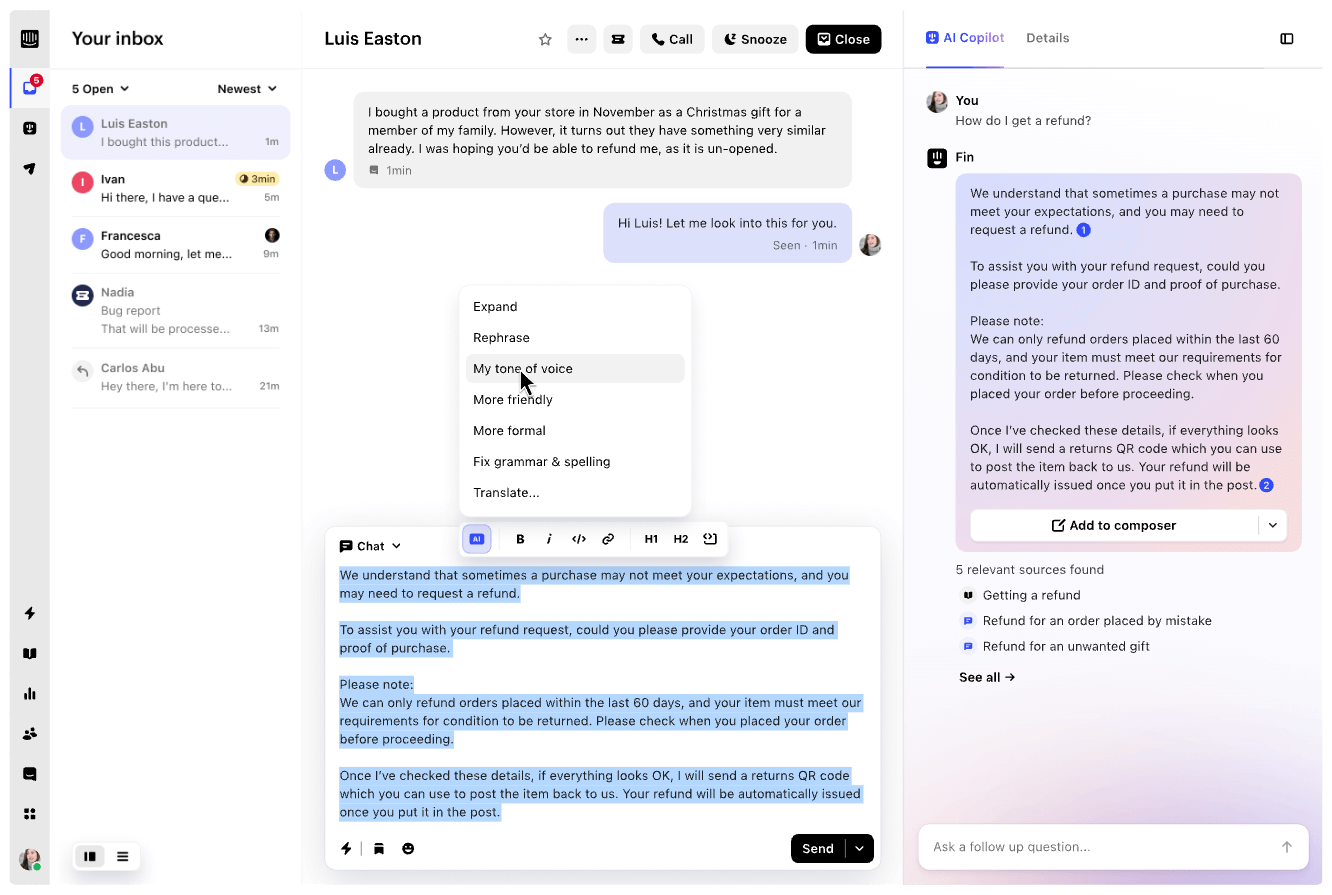 Your inbox
5
5 Open
Newest
L
Luis Easton
I bought this product...
1m
I
Ivan
3min
Hi there, I have a que...
5m
F
Francesca
Good morning, let me...
9m
Nadia
Bug report
That will be processe...
13m
Carlos Abu
Hey there, I'm here to...
21m
Luis Easton
Call
Snooze
Close
I bought a product from your store in November as a Christmas gift for a
member of my family. However, it turns out they have something very similar
already. I was hoping you'd be able to refund me, as it is un-opened.
L
1min
Hi Luis! Let me look into this for you.
Seen · 1min
Expand
Rephrase
My tone of voice
More friendly
More formal
Fix grammar & spelling
Translate...
Chat
AI
B
i
</>
H1
H2
We understand that sometimes a purchase may not meet your expectations, and you
may need to request a refund.
To assist you with your refund request, could you please provide your order ID and
proof of purchase.
Please note:
We can only refund orders placed within the last 60 days, and your item must meet our
requirements for condition to be returned. Please check when you placed your order
before proceeding.
Once I've checked these details, if everything looks OK, I will send a returns QR code
which you can use to post the item back to us. Your refund will be automatically issued
once you put it in the post.
Send
AI Copilot
Details
You
How do I get a refund?
Fin
We understand that sometimes a purchase may not
meet your expectations, and you may need to
request a refund. 1
To assist you with your refund request, could you
please provide your order ID and proof of purchase.
Please note:
We can only refund orders placed within the last 60
days, and your item must meet our requirements for
condition to be returned. Please check when you
placed your order before proceeding.
Once I've checked these details, if everything looks
OK, I will send a returns QR code which you can use
to post the item back to us. Your refund will be
automatically issued once you put it in the post. 2
Add to composer
5 relevant sources found
Getting a refund
Refund for an order placed by mistake
Refund for an unwanted gift
See all →
Ask a follow up question...